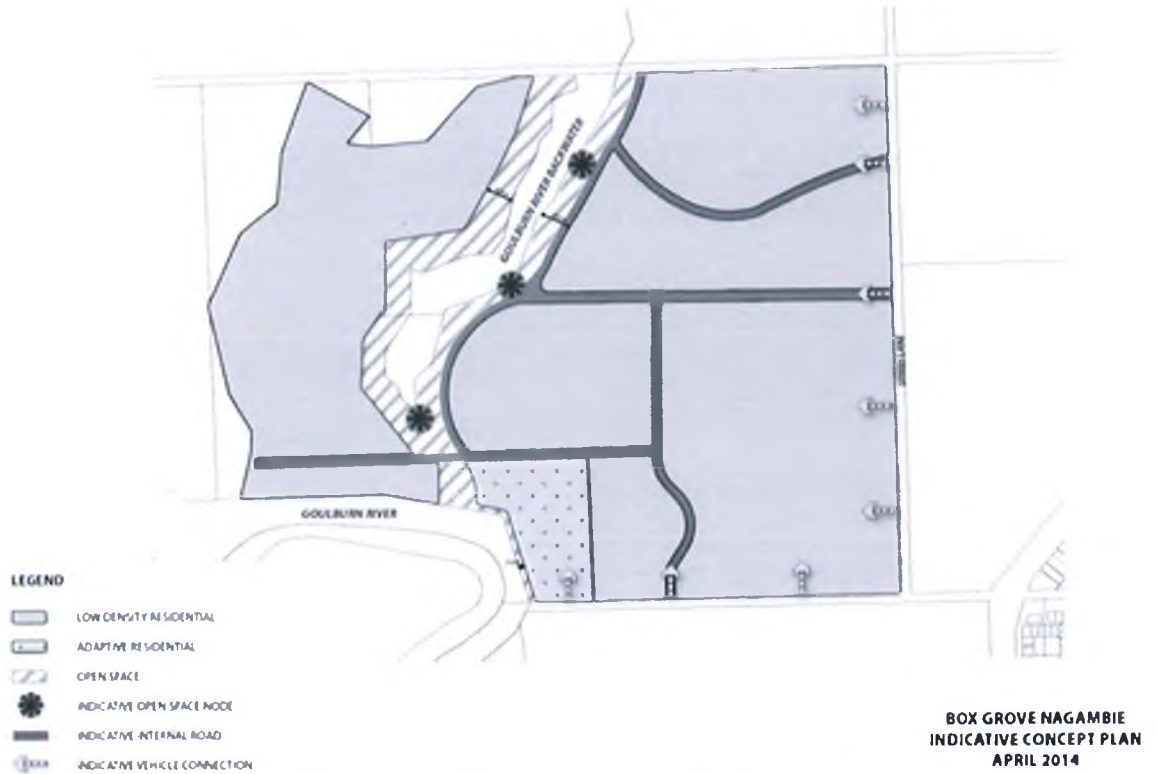 GOULBURN RIVER BACKWATER
GOULBURN RIVER
LEGEND
LOW DENSITY RESIDENTIAL
ADAPTIVE RESIDENTIAL
OPEN SPACE
INDICATIVE OPEN SPACE NODE
INDICATIVE INTERNAL ROAD
INDICATIVE VEHICLE CONNECTION
BOX GROVE NAGAMBIE
INDICATIVE CONCEPT PLAN
APRIL 2014